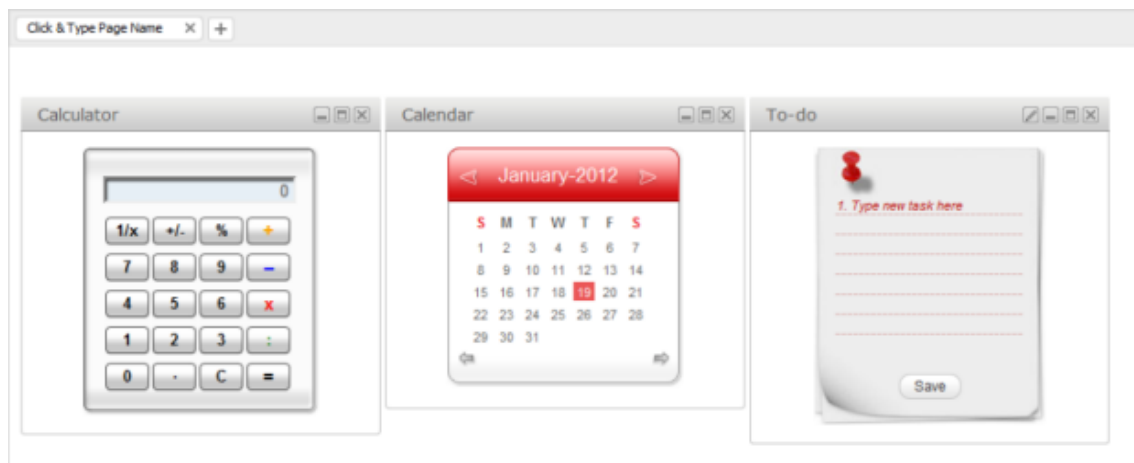 Click & Type Page Name
Calculator
0
1/x +/- % +
7 8 9 -
4 5 6 x
1 2 3 :
0 . C =
Calendar
January-2012
S M T W T F S
1 2 3 4 5 6 7
8 9 10 11 12 13 14
15 16 17 18 19 20 21
22 23 24 25 26 27 28
29 30 31
To-do
1. Type new task here
Save